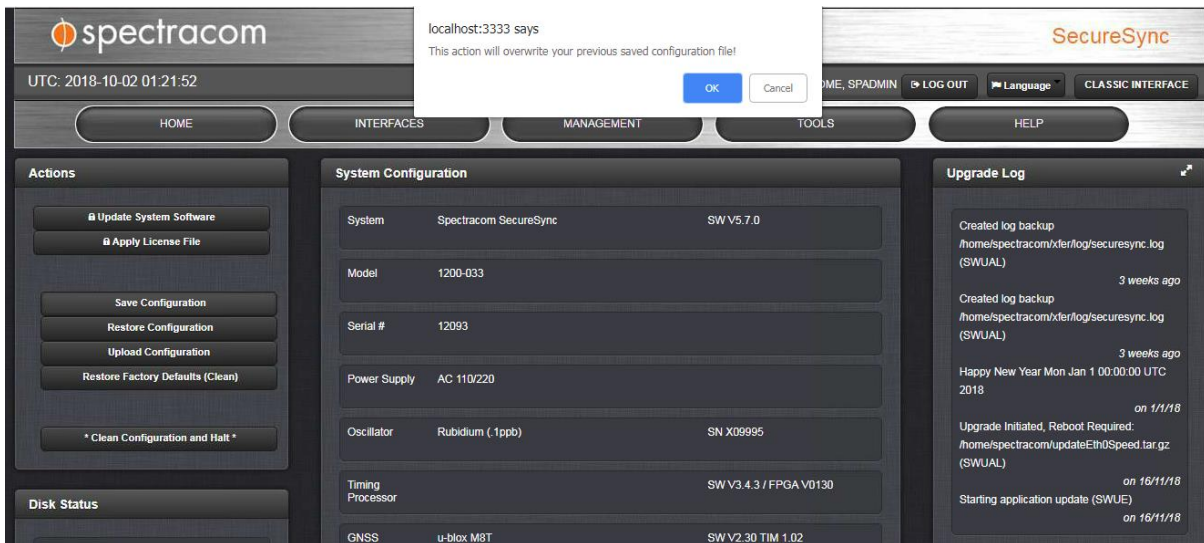 spectracom
SecureSync
localhost:3333 says
This action will overwrite your previous saved configuration file!
OK
Cancel
UTC: 2018-10-02 01:21:52
OME, SPADMIN
LOG OUT
Language
CLASSIC INTERFACE
HOME
INTERFACES
MANAGEMENT
TOOLS
HELP
Actions
Update System Software
Apply License File
Save Configuration
Restore Configuration
Upload Configuration
Restore Factory Defaults (Clean)
* Clean Configuration and Halt *
Disk Status
System Configuration
System Spectracom SecureSync SW V5.7.0
Model 1200-033
Serial # 12093
Power Supply AC 110/220
Oscillator Rubidium (.1ppb) SN X09995
Timing
Processor
SW V3.4.3 / FPGA V0130
GNSS u-blox M8T SW V2.30 TIM 1.02
Upgrade Log
Created log backup
/home/spectracom/xfer/log/securesync.log
(SWUAL)
3 weeks ago
Created log backup
/home/spectracom/xfer/log/securesync.log
(SWUAL)
3 weeks ago
Happy New Year Mon Jan 1 00:00:00 UTC
2018
on 1/1/18
Upgrade Initiated, Reboot Required:
/home/spectracom/updateEth0Speed.tar.gz
(SWUAL)
on 16/11/18
Starting application update (SWUE)
on 16/11/18